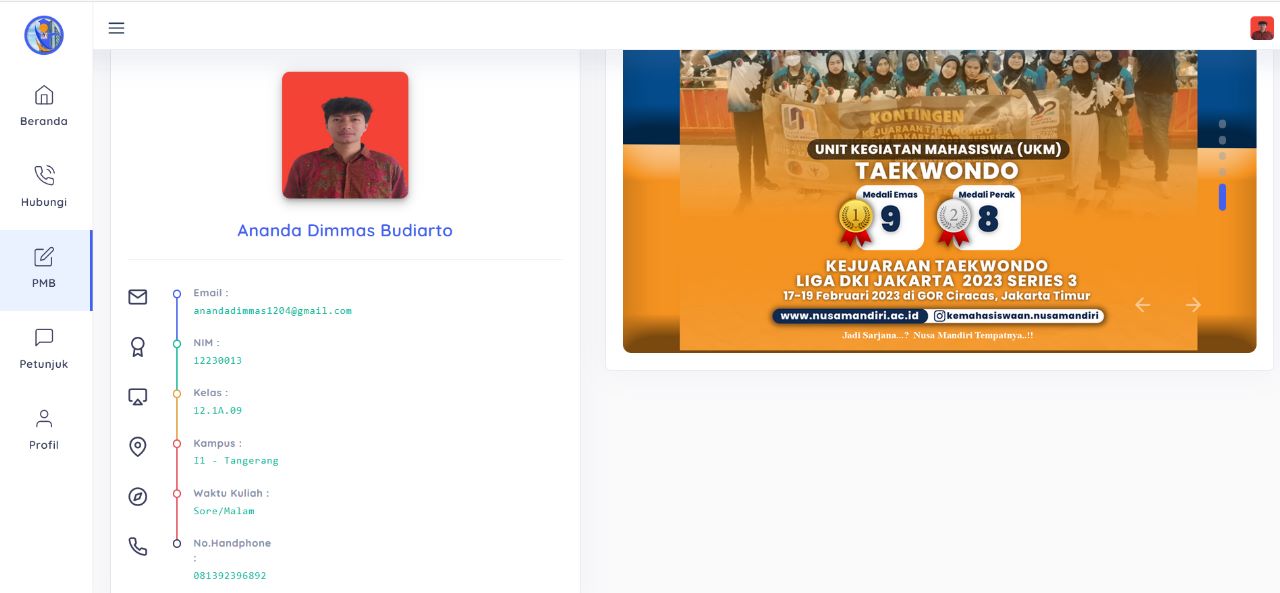 Beranda
Hubungi
PMB
Petunjuk
Profil
Ananda Dimmas Budiarto
Email :
anandadimmas1204@gmail.com
NIM :
12230013
Kelas :
12.1A.09
Kampus :
I1 - Tangerang
Waktu Kuliah :
Sore/Malam
No.Handphone
:
081392396892
KONTINGEN
KEJUARAAN TAEKWONDO
UNIT KEGIATAN MAHASISWA (UKM)
TAEKWONDO
Medali Emas
1
9
Medali Perak
2
8
KEJUARAAN TAEKWONDO
LIGA DKI JAKARTA 2023 SERIES 3
17-19 Februari 2023 di GOR Ciracas, Jakarta Timur
www.nusamandiri.ac.id
kemahasiswaan.nusamandiri
Jadi Sarjana...? Nusa Mandiri Tempatnya..!!